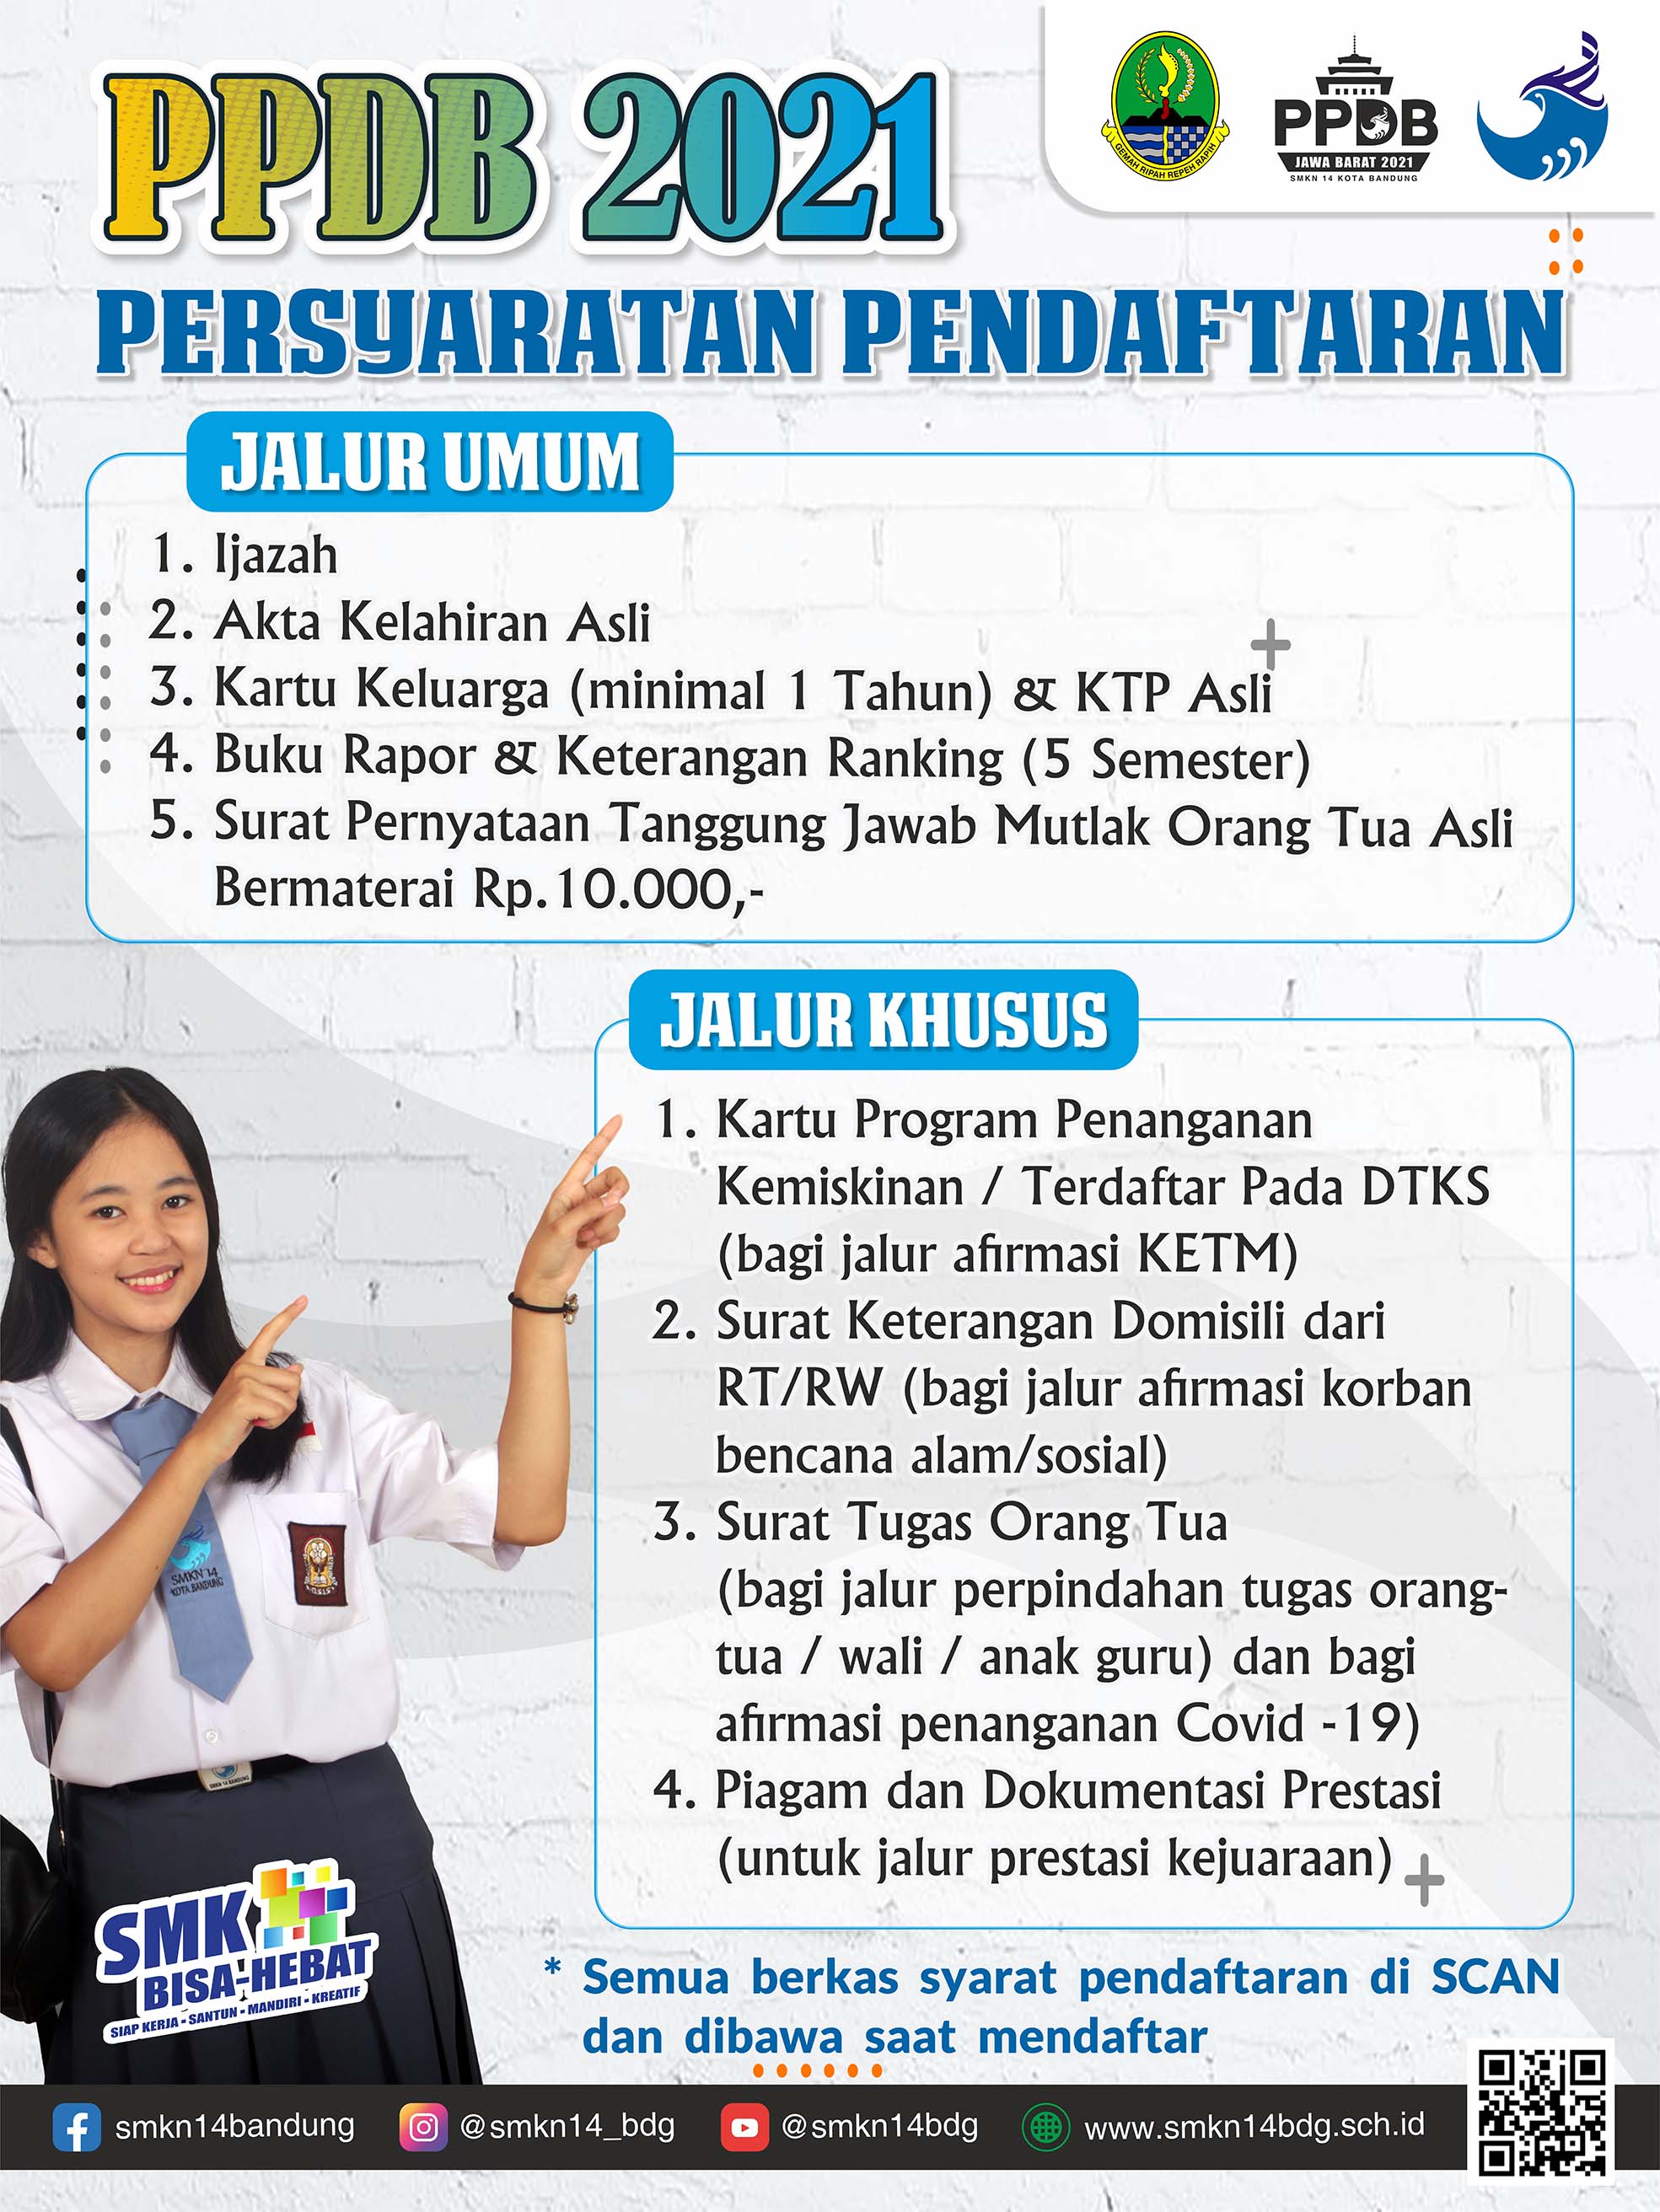 PPDB 2021
GEMAH RIPAH REPEH RAPIH
PPDB
JAWA BARAT 2021
SMKN 14 KOTA BANDUNG
PERSYARATAN PENDAFTARAN
JALUR UMUM
1. Ijazah
2. Akta Kelahiran Asli
3. Kartu Keluarga (minimal 1 Tahun) & KTP Asli
4. Buku Rapor & Keterangan Ranking (5 Semester)
5. Surat Pernyataan Tanggung Jawab Mutlak Orang Tua Asli
Bermaterai Rp.10.000,-
JALUR KHUSUS
1. Kartu Program Penanganan
Kemiskinan / Terdaftar Pada DTKS
(bagi jalur afirmasi KETM)
2. Surat Keterangan Domisili dari
RT/RW (bagi jalur afirmasi korban
bencana alam/sosial)
3. Surat Tugas Orang Tua
(bagi jalur perpindahan tugas orang-
tua / wali / anak guru) dan bagi
afirmasi penanganan Covid -19)
4. Piagam dan Dokumentasi Prestasi
(untuk jalur prestasi kejuaraan)
SMKN 14
KOTA BANDUNG
SMKN 14 BANDUNG
SMK
BISA-HEBAT
SIAP KERJA - SANTUN - MANDIRI - KREATIF
* Semua berkas syarat pendaftaran di SCAN
dan dibawa saat mendaftar
smkn14bandung
@smkn14_bdg
@smkn14bdg
www.smkn14bdg.sch.id